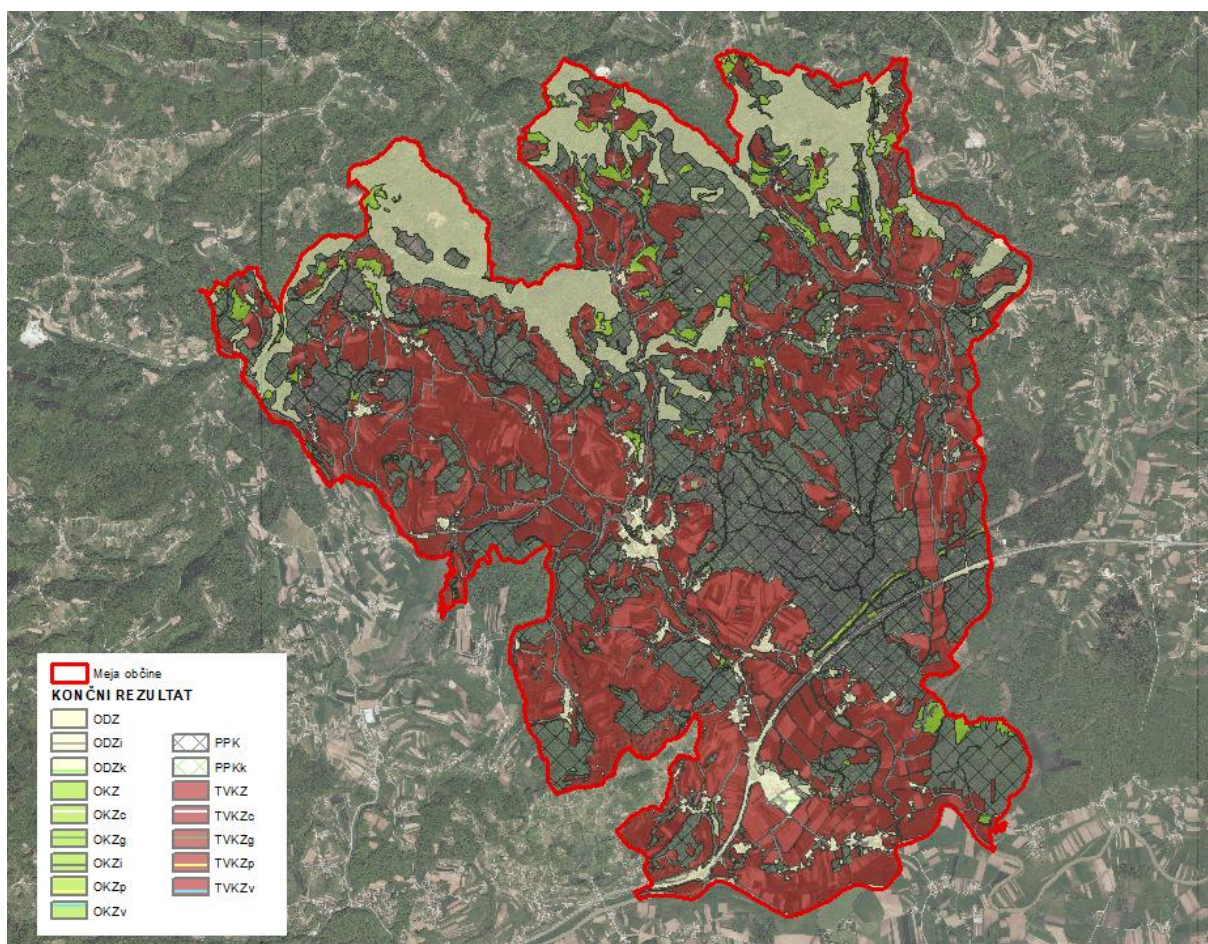 Meja občine
KONČNI REZULTAT
ODZ
ODZi
ODZk
OKZ
OKZc
OKZg
OKZi
OKZp
OKZv
PPK
PPKk
TVKZ
TVKZc
TVKZg
TVKZp
TVKZv